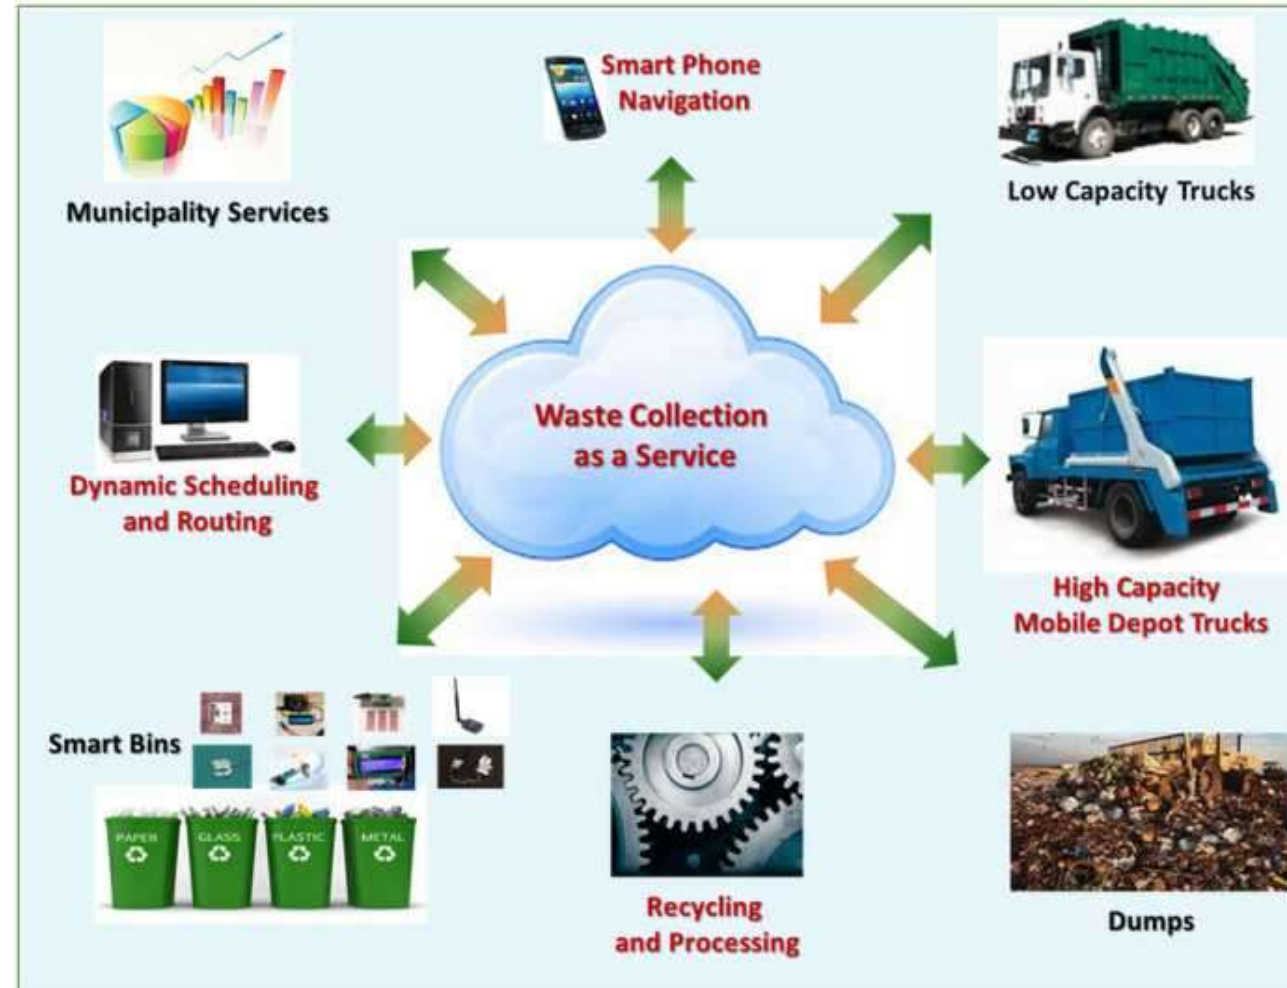 Smart Phone
Navigation
Municipality Services
Low Capacity Trucks
Waste Collection
as a Service
Dynamic Scheduling
and Routing
High Capacity
Mobile Depot Trucks
Smart Bins
PAPER
GLASS
PLASTIC
METAL
Recycling
and Processing
Dumps